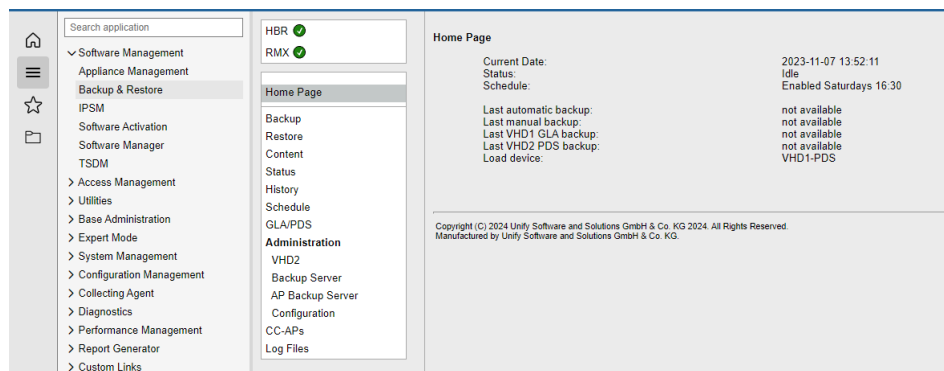 Search application
Software Management
Appliance Management
Backup & Restore
IPSM
Software Activation
Software Manager
TSDM
Access Management
Utilities
Base Administration
Expert Mode
System Management
Configuration Management
Collecting Agent
Diagnostics
Performance Management
Report Generator
Custom Links
HBR
RMX
Home Page
Backup
Restore
Content
Status
History
Schedule
GLA/PDS
Administration
VHD2
Backup Server
AP Backup Server
Configuration
CC-APs
Log Files
Home Page
Current Date: 2023-11-07 13:52:11
Status: Idle
Schedule: Enabled Saturdays 16:30
Last automatic backup: not available
Last manual backup: not available
Last VHD1 GLA backup: not available
Last VHD2 PDS backup: not available
Load device: VHD1-PDS
Copyright (C) 2024 Unify Software and Solutions GmbH & Co. KG 2024. All Rights Reserved.
Manufactured by Unify Software and Solutions GmbH & Co. KG.